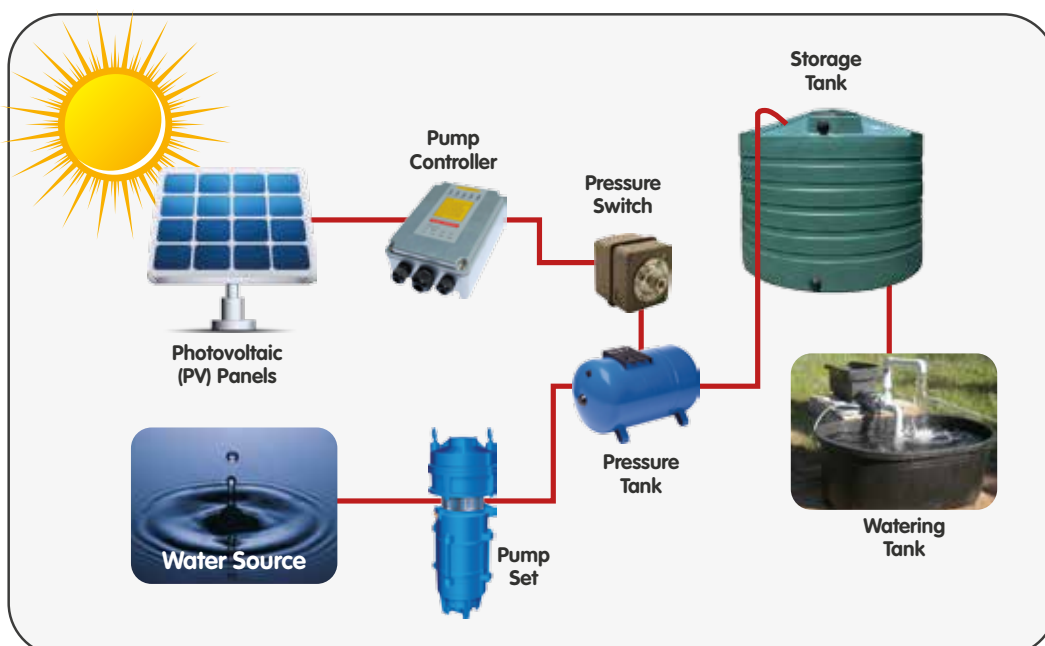 Storage
Tank
Pump
Controller
Pressure
Switch
Photovoltaic
(PV) Panels
Pressure
Tank
Water Source
Pump
Set
Watering
Tank